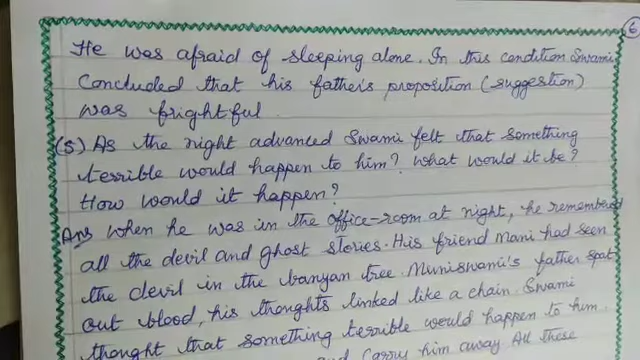 6
He was afraid of sleeping alone. In this condition Swami
Concluded that his father's proposition (suggestion)
was frightful.
(5) As the night advanced Swami felt that something
terrible would happen to him? What would it be?
How would it happen?
Ans When he was in the office-room at night, he remembered
all the devil and ghost stories. His friend Mani had seen
the devil in the banyan tree. Muniswami's father spat
out blood, his thoughts linked like a chain. Swami
thought that something terrible would happen to him.
and carry him away. All these